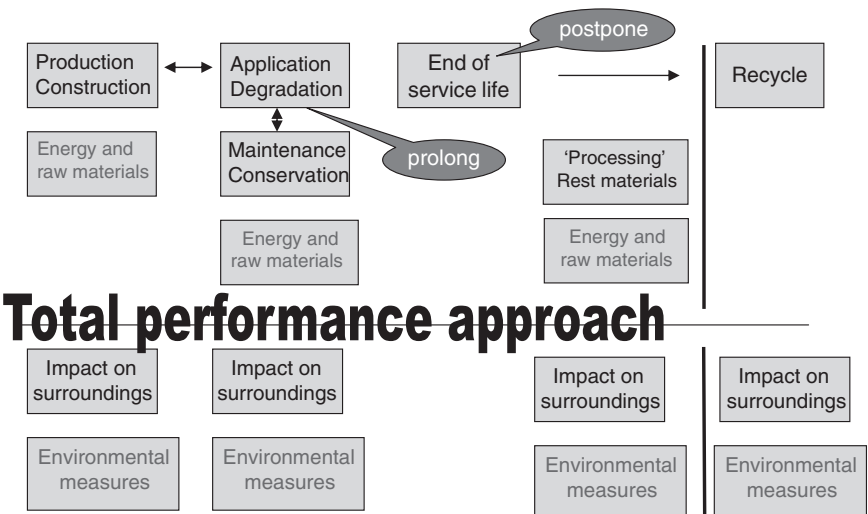 postpone
Production
Construction
Application
Degradation
End of
service life
Recycle
Energy and
raw materials
Maintenance
Conservation
prolong
‘Processing’
Rest materials
Energy and
raw materials
Energy and
raw materials
Total performance approach
Impact on
surroundings
Impact on
surroundings
Impact on
surroundings
Impact on
surroundings
Environmental
measures
Environmental
measures
Environmental
measures
Environmental
measures